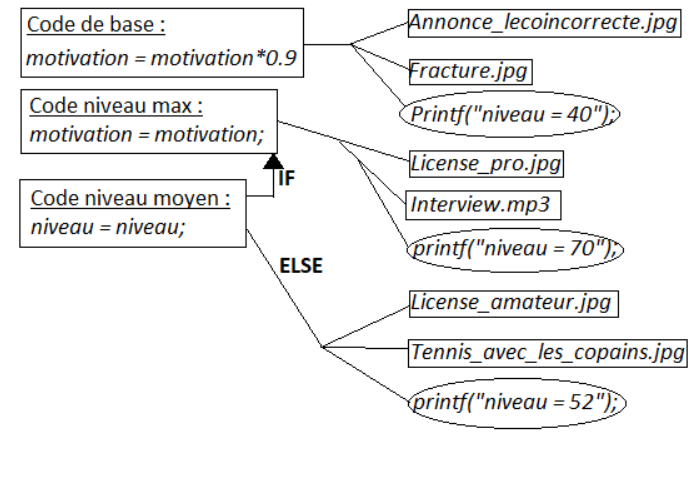 Code de base :
motivation = motivation*0.9
Annonce_lecoincorrecte.jpg
Fracture.jpg
Printf("niveau = 40");
Code niveau max :
motivation = motivation;
License_pro.jpg
Interview.mp3
printf("niveau = 70");
IF
Code niveau moyen :
niveau = niveau;
ELSE
License_amateur.jpg
Tennis_avec_les_copains.jpg
printf("niveau = 52");